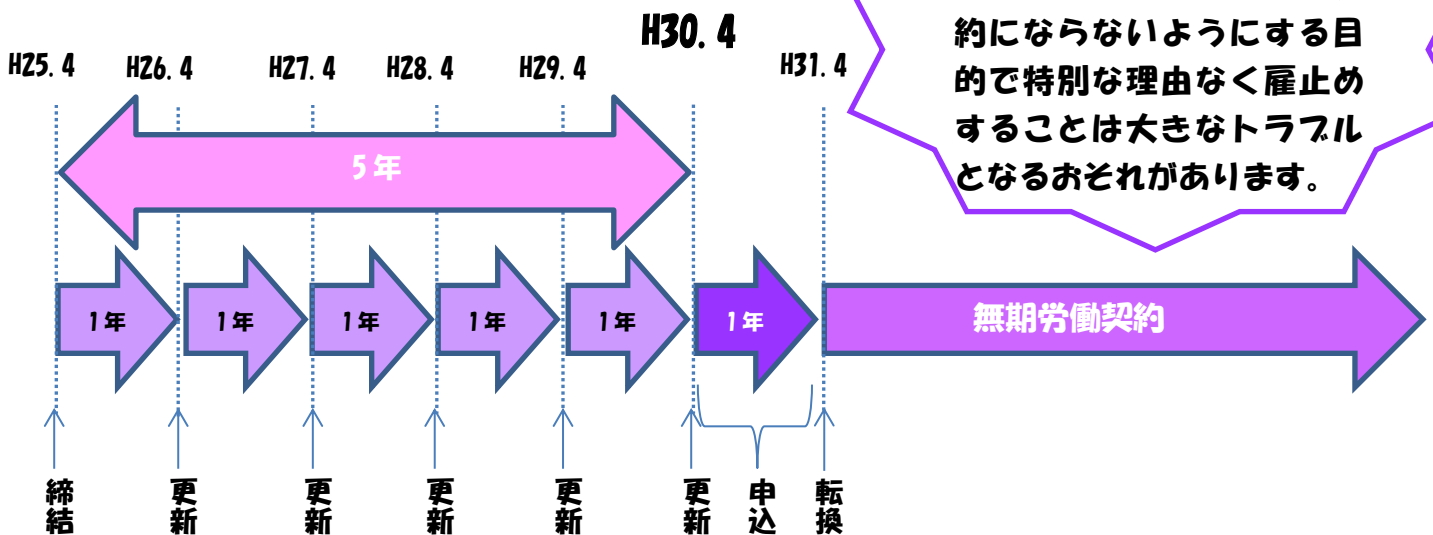 H25.4
H26.4
H27.4
H28.4
H29.4
H30.4
H31.4
約にならないようにする目
的で特別な理由なく雇止め
することは大きなトラブル
となるおそれがあります。
5年
1年
1年
1年
1年
1年
1年
無期労働契約
締結
更新
更新
更新
更新
更新
申込
転換